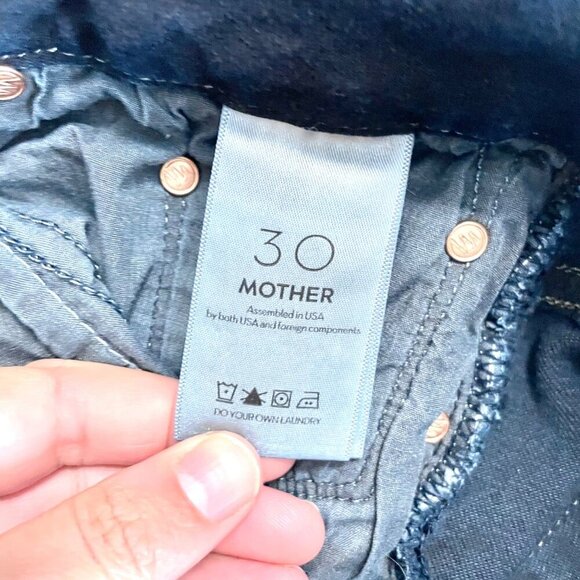 30
MOTHER
Assembled in USA
by both USA and foreign components
DO YOUR OWN LAUNDRY